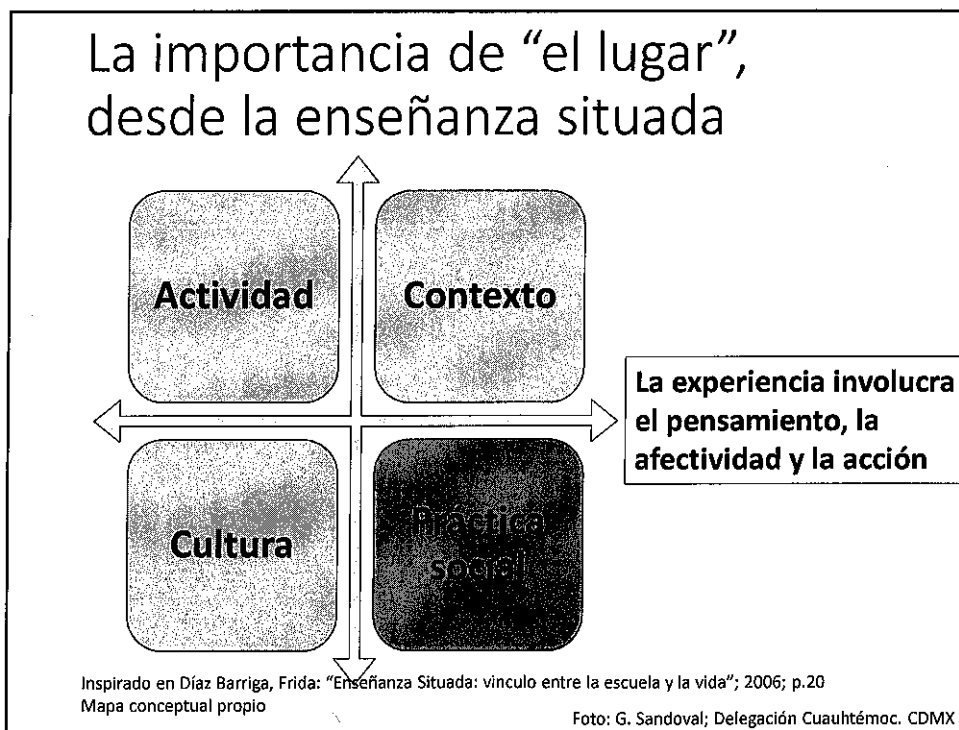 La importancia de “el lugar”,
desde la enseñanza situada
Actividad
Contexto
La experiencia involucra
el pensamiento, la
afectividad y la acción
Cultura
Práctica
social
Inspirado en Díaz Barriga, Frida: “Enseñanza Situada: vinculo entre la escuela y la vida”; 2006; p.20
Mapa conceptual propio
Foto: G. Sandoval; Delegación Cuauhtémoc. CDMX